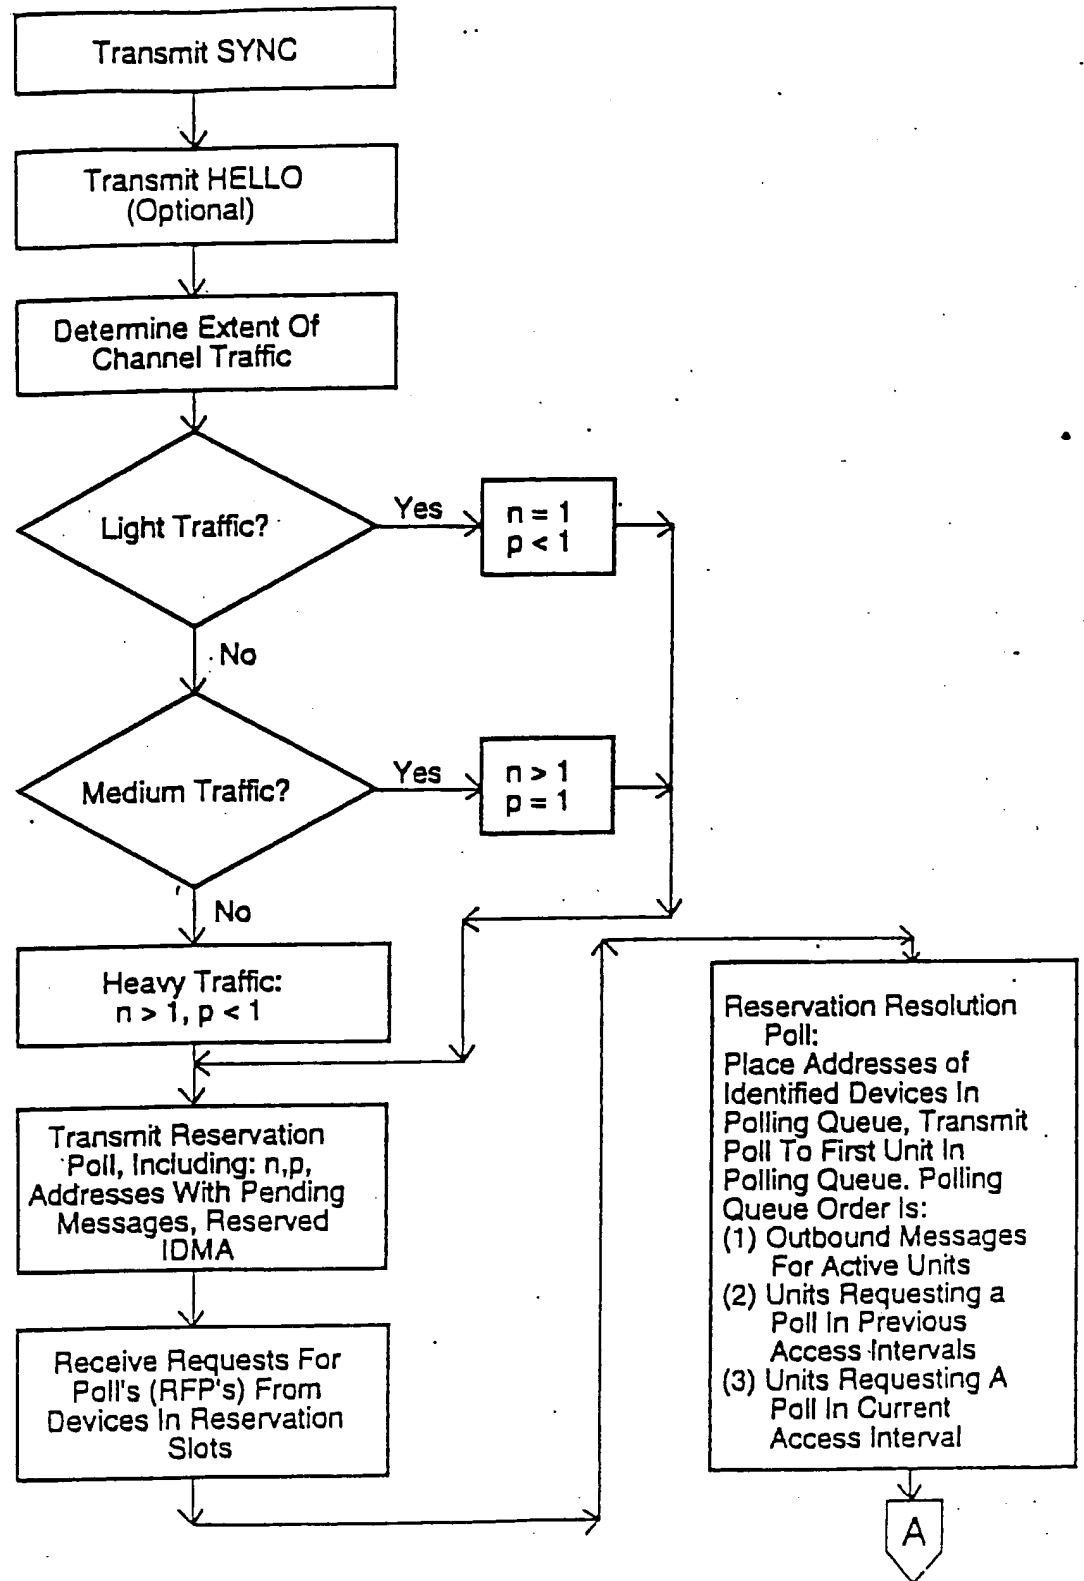 Transmit SYNC
Transmit HELLO
(Optional)
Determine Extent Of
Channel Traffic
Light Traffic?
Yes
n = 1
p < 1
No
Medium Traffic?
Yes
n > 1
p = 1
No
Heavy Traffic:
n > 1, p < 1
Transmit Reservation
Poll, Including: n,p,
Addresses With Pending
Messages, Reserved
IDMA
Receive Requests For
Poll's (RFP's) From
Devices In Reservation
Slots
Reservation Resolution
Poll:
Place Addresses of
Identified Devices In
Polling Queue, Transmit
Poll To First Unit In
Polling Queue. Polling
Queue Order Is:
(1) Outbound Messages
For Active Units
(2) Units Requesting a
Poll In Previous
Access Intervals
(3) Units Requesting A
Poll In Current
Access Interval
A